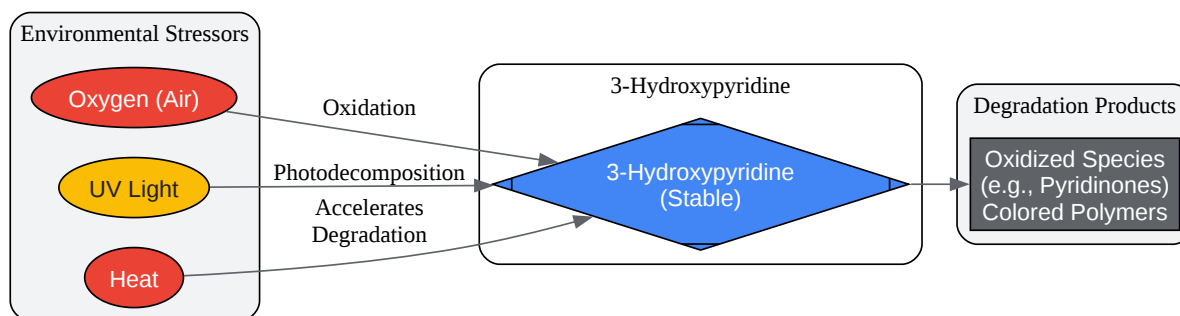 Environmental Stressors
Oxygen (Air)
UV Light
Heat
Oxidation
Photodecomposition
Accelerates
Degradation
3-Hydroxypyridine
3-Hydroxypyridine
(Stable)
Degradation Products
Oxidized Species
(e.g., Pyridinones)
Colored Polymers